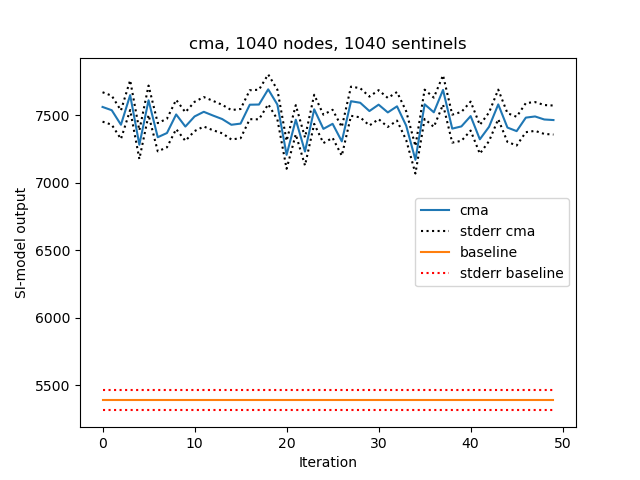 cma, 1040 nodes, 1040 sentinels
SI-model output
7500
7000
6500
6000
5500
cma
stderr cma
baseline
stderr baseline
0 10 20 30 40 50
Iteration